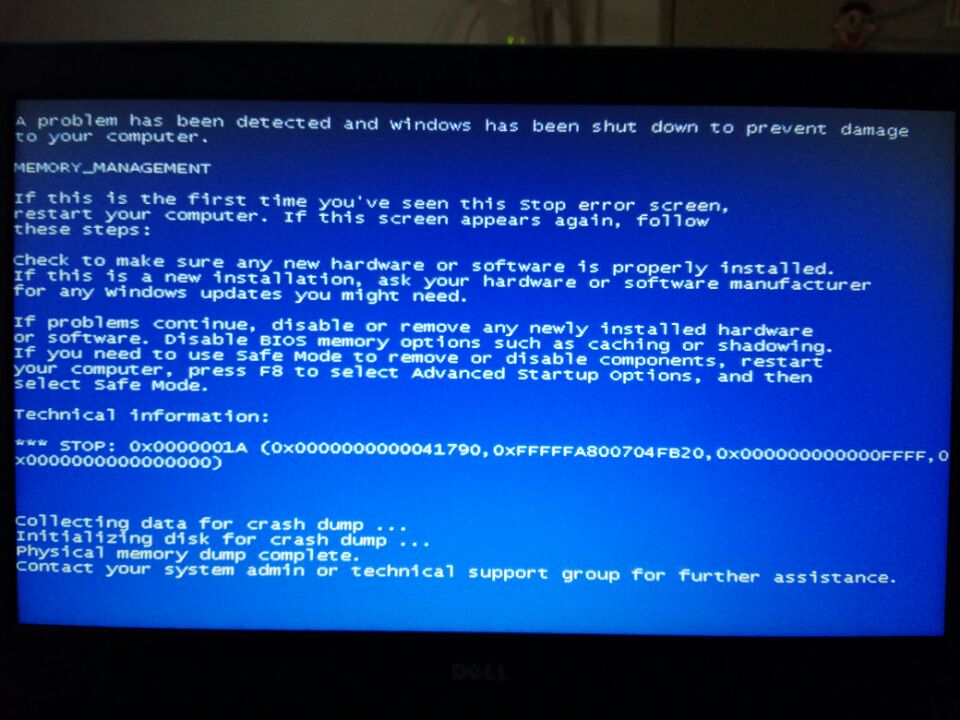 A problem has been detected and Windows has been shut down to prevent damage
to your computer.
MEMORY_MANAGEMENT
If this is the first time you've seen this Stop error screen,
restart your computer. If this screen appears again, follow
these steps:
Check to make sure any new hardware or software is properly installed.
If this is a new installation, ask your hardware or software manufacturer
for any Windows updates you might need.
If problems continue, disable or remove any newly installed hardware
or software. Disable BIOS memory options such as caching or shadowing.
If you need to use Safe Mode to remove or disable components, restart
your computer, press F8 to select Advanced Startup Options, and then
select Safe Mode.
Technical information:
*** STOP: 0x0000001A (0x0000000000041790,0xFFFFFA800704FB20,0x000000000000FFFF,0
x0000000000000000)
Collecting data for crash dump ...
Initializing disk for crash dump ...
Physical memory dump complete.
Contact your system admin or technical support group for further assistance.
DELL